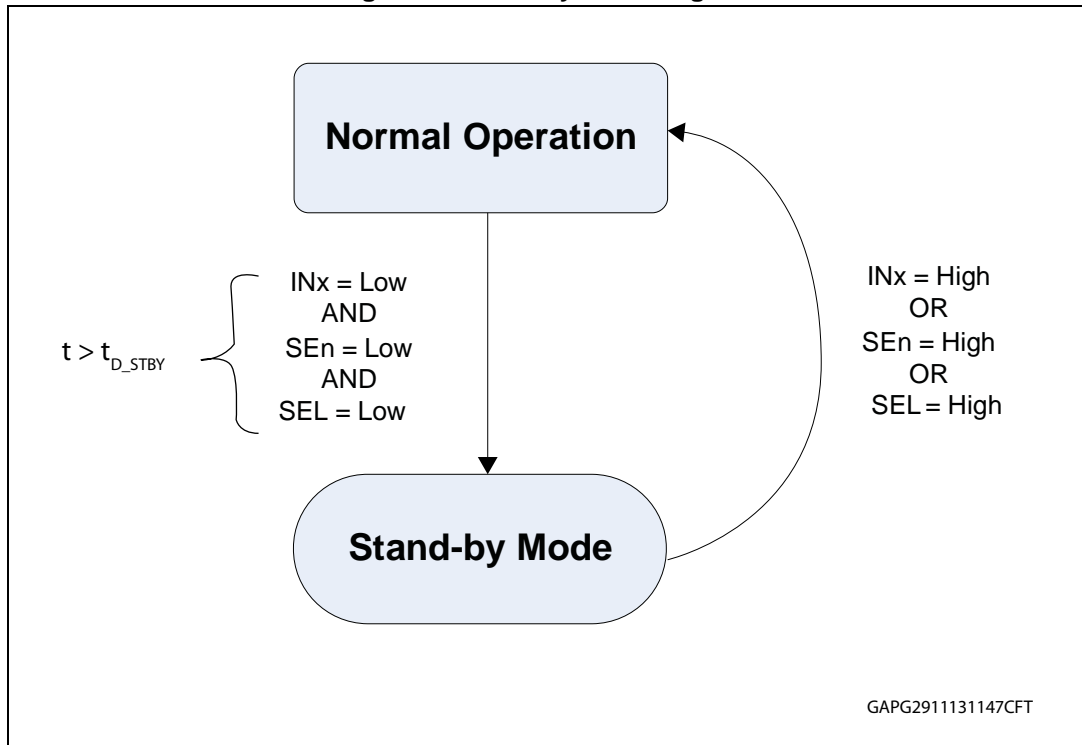 Normal Operation
INx = Low
AND
SEn = Low
AND
SEL = Low
t > tD_STBY
INx = High
OR
SEn = High
OR
SEL = High
Stand-by Mode
GAPG2911131147CFT